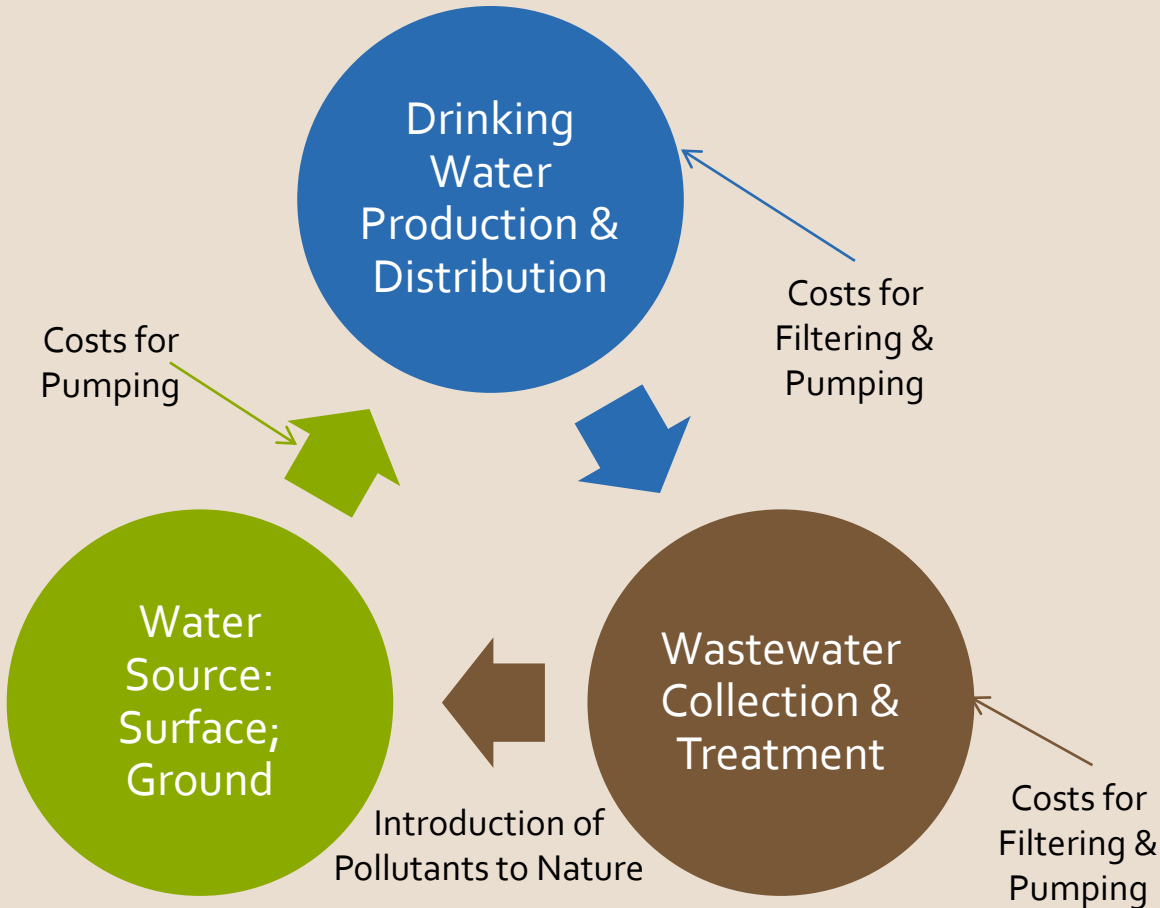 Drinking
Water
Production &
Distribution
Costs for
Filtering &
Pumping
Costs for
Pumping
Water
Source:
Surface;
Ground
Wastewater
Collection &
Treatment
Introduction of
Pollutants to Nature
Costs for
Filtering &
Pumping